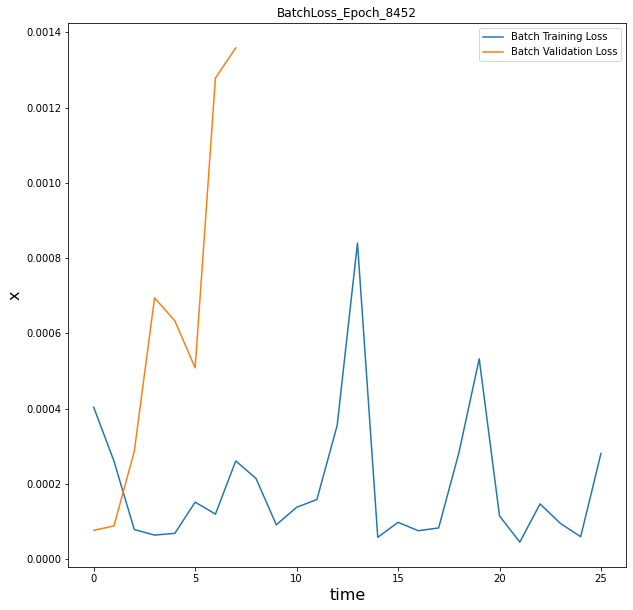 BatchLoss_Epoch_8452
Batch Training Loss
Batch Validation Loss
0.0014
0.0012
0.0010
0.0008
0.0006
0.0004
0.0002
0.0000
x
0 5 10 15 20 25
time